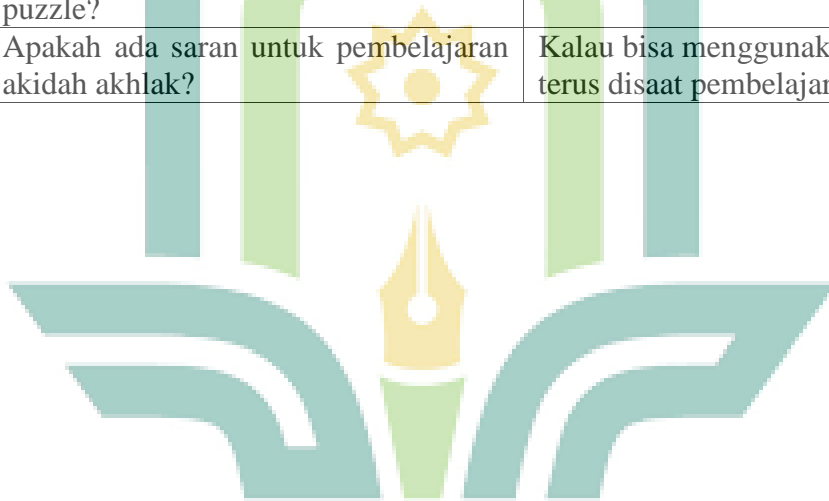 puzzle?
Apakah ada saran untuk pembelajaran
akidah akhlak?
Kalau bisa menggunak
terus disaat pembelajar